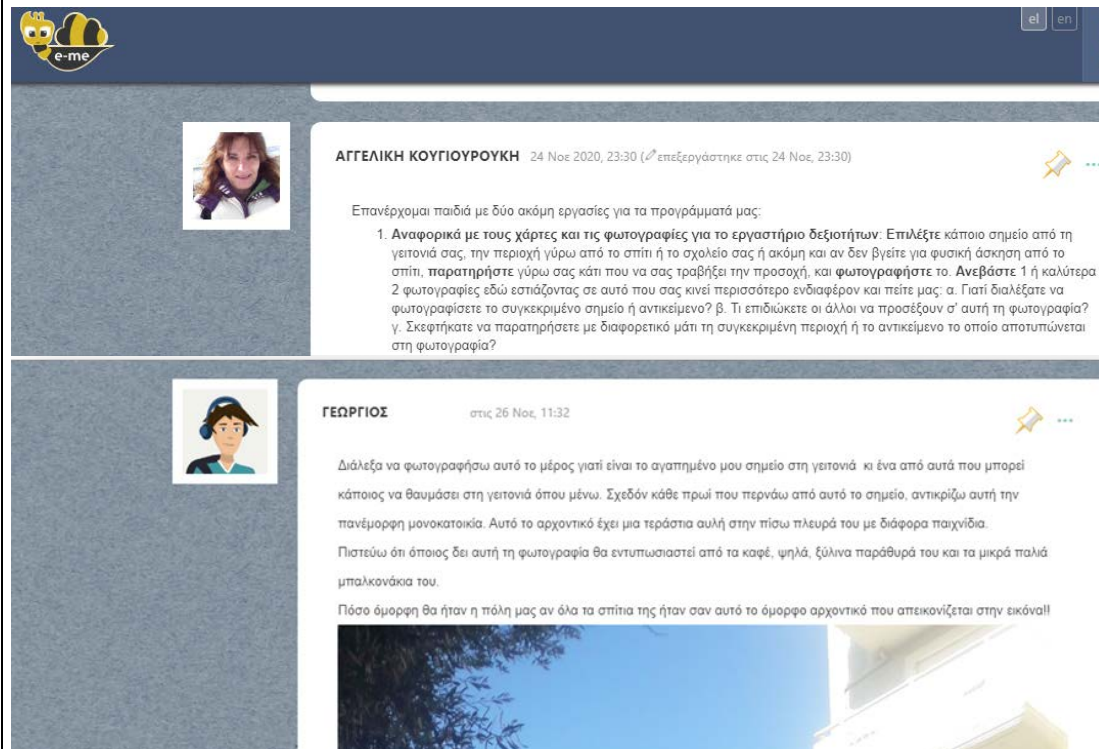 e-me
el en
ΑΓΓΕΛΙΚΗ ΚΟΥΓΙΟΥΡΟΥΚΗ 24 Νοε 2020, 23:30 (επεξεργάστηκε στις 24 Νοε, 23:30)
Επανέρχομαι παιδιά με δύο ακόμη εργασίες για τα προγράμματά μας:
1. Αναφορικά με τους χάρτες και τις φωτογραφίες για το εργαστήριο δεξιοτήτων: Επιλέξτε κάποιο σημείο από τη
γειτονιά σας, την περιοχή γύρω από το σπίτι ή το σχολείο σας ή ακόμη και αν δεν βγείτε για φυσική άσκηση από το
σπίτι, παρατηρήστε γύρω σας κάτι που να σας τραβήξει την προσοχή, και φωτογραφήστε το. Ανεβάστε 1 ή καλύτερα
2 φωτογραφίες εδώ εστιάζοντας σε αυτό που σας κινεί περισσότερο ενδιαφέρον και πείτε μας: α. Γιατί διαλέξατε να
φωτογραφίσετε το συγκεκριμένο σημείο ή αντικείμενο? β. Τι επιδιώκετε οι άλλοι να προσέξουν σ' αυτή τη φωτογραφία?
γ. Σκεφτήκατε να παρατηρήσετε με διαφορετικό μάτι τη συγκεκριμένη περιοχή ή το αντικείμενο το οποίο αποτυπώνεται
στη φωτογραφία?
ΓΕΩΡΓΙΟΣ στις 26 Νοε, 11:32
Διάλεξα να φωτογραφήσω αυτό το μέρος γιατί είναι το αγαπημένο μου σημείο στη γειτονιά κι ένα από αυτά που μπορεί
κάποιος να θαυμάσει στη γειτονιά όπου μένω. Σχεδόν κάθε πρωί που περνάω από αυτό το σημείο, αντικρίζω αυτή την
πανέμορφη μονοκατοικία. Αυτό το αρχοντικό έχει μια τεράστια αυλή στην πίσω πλευρά του με διάφορα παιχνίδια.
Πιστεύω ότι όποιος δει αυτή τη φωτογραφία θα εντυπωσιαστεί από τα καφέ, ψηλά, ξύλινα παράθυρά του και τα μικρά παλιά
μπαλκονάκια του.
Πόσο όμορφη θα ήταν η πόλη μας αν όλα τα σπίτια της ήταν σαν αυτό το όμορφο αρχοντικό που απεικονίζεται στην εικόνα!!